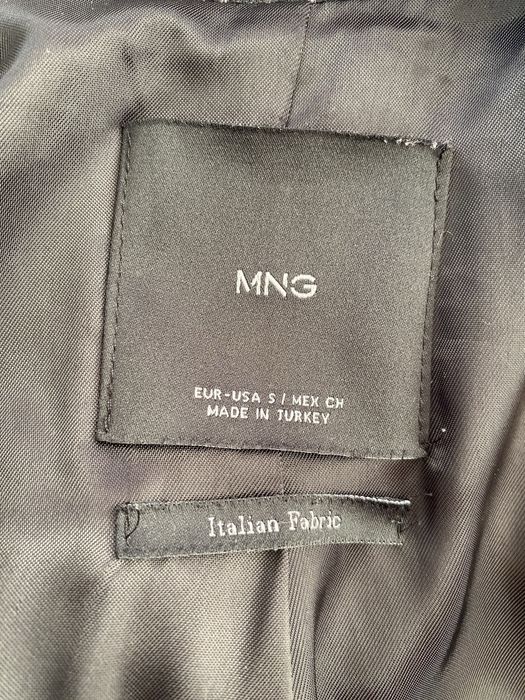 MNG
EUR-USA S / MEX CH
MADE IN TURKEY
Italian Fabric